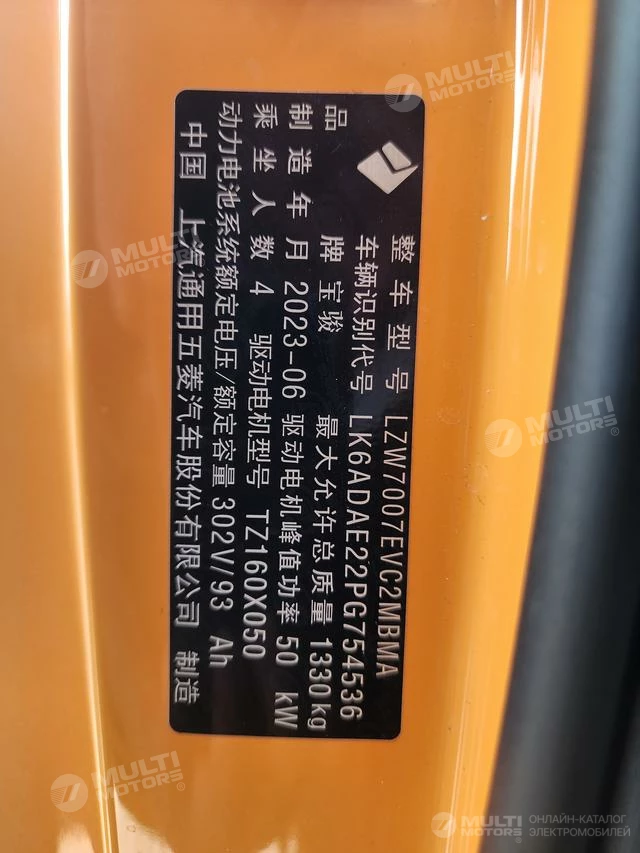 整车型号 LZW7007EVC2MBMA
车辆识别代号 LK6ADAE22PG754536
品牌 宝骏 最大允许总质量 1330kg
制造年月 2023-06 驱动电机峰值功率 50 kW
乘坐人数 4 驱动电机型号 TZ160X050
动力电池系统额定电压/额定容量 302V/93 Ah
中国 上汽通用五菱汽车股份有限公司 制造
MULTI MOTORS®
MULTI MOTORS®
MULTI MOTORS®
MULTI MOTORS®
MULTI MOTORS®
ОНЛАЙН-КАТАЛОГ
ЭЛЕКТРОМОБИЛЕЙ